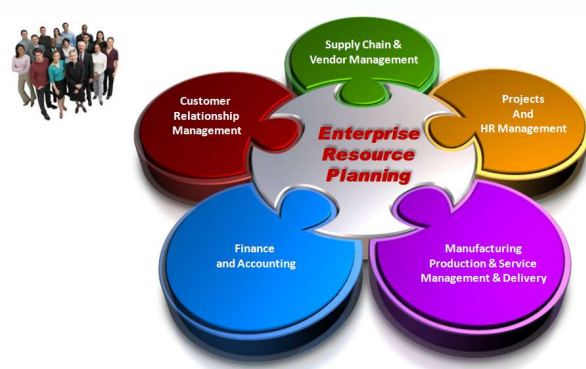 Supply Chain &
Vendor Management
Customer
Relationship
Management
Projects
And
HR Management
Enterprise
Resource
Planning
Finance
and Accounting
Manufacturing
Production & Service
Management & Delivery